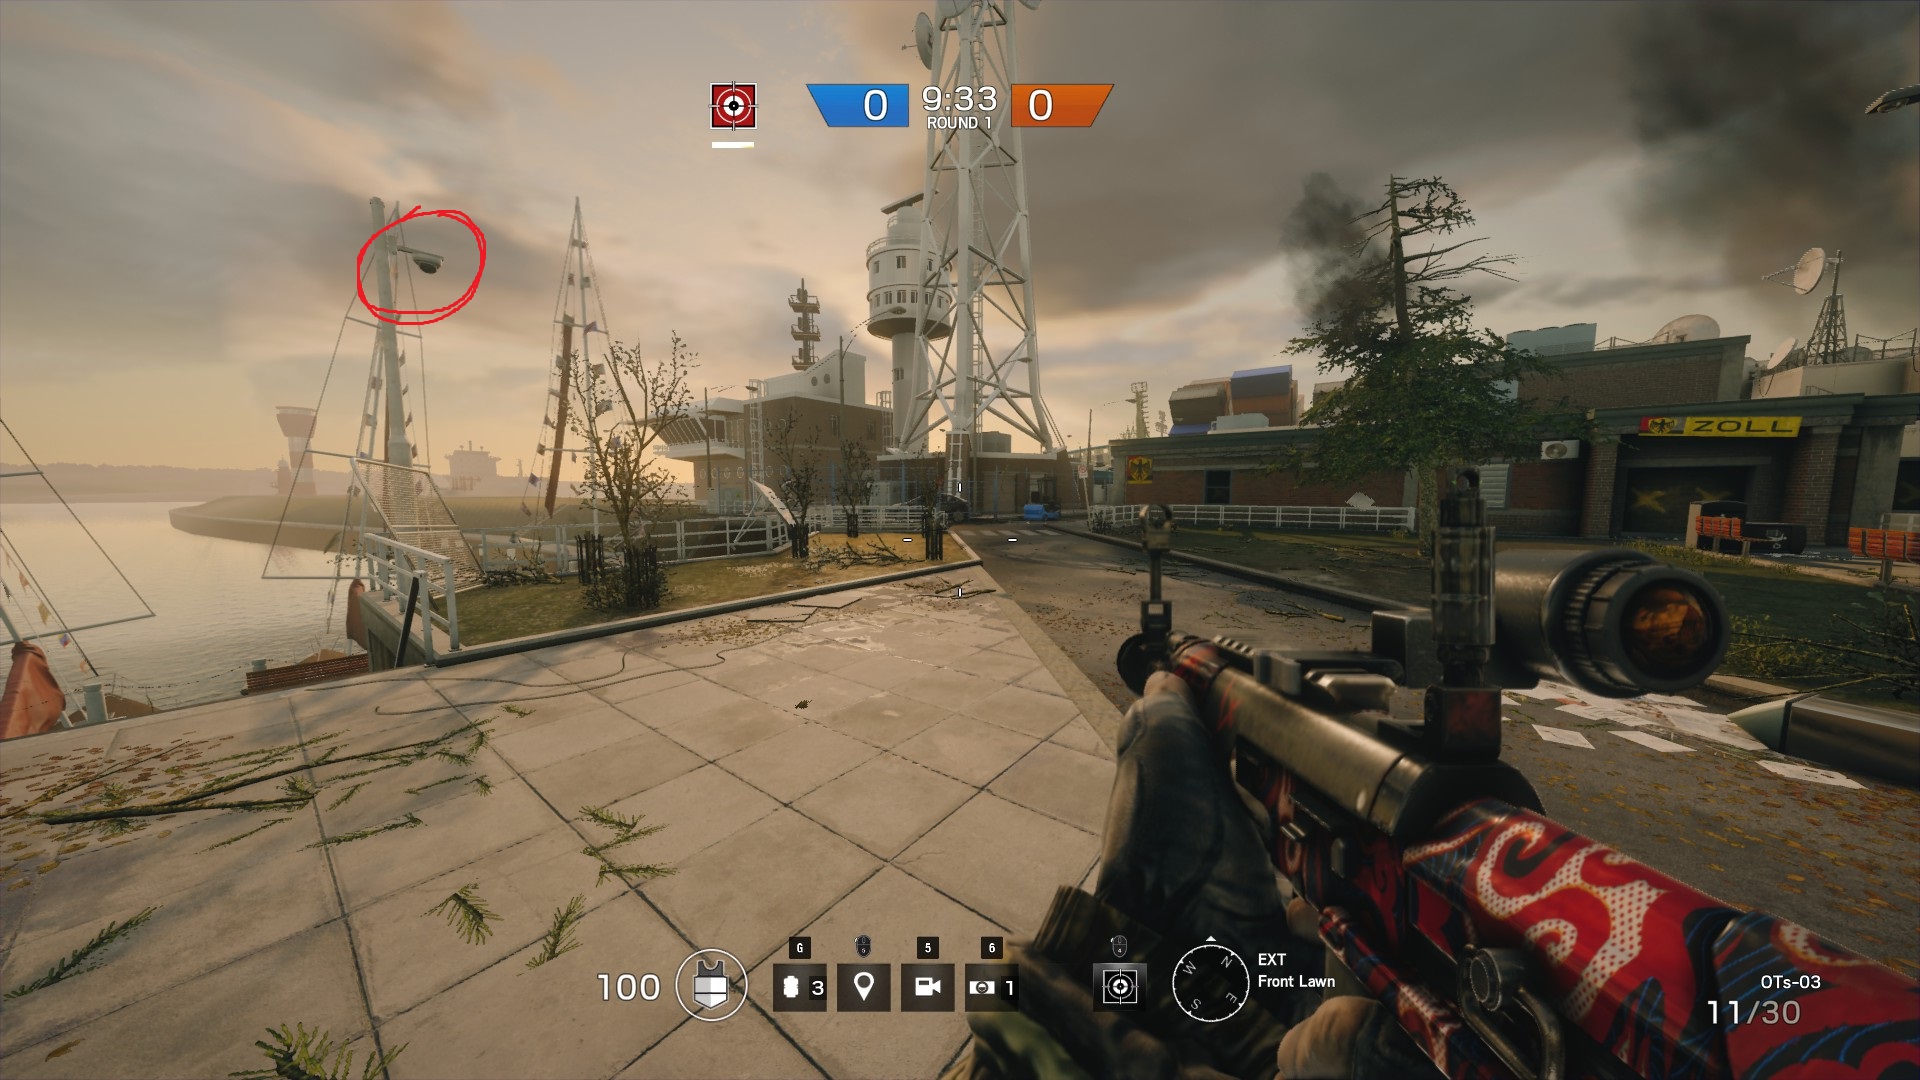 0 9:33 0
ROUND 1
ZOLL
G 5 6
100 3 1
W N E S
EXT
Front Lawn
OTs-03
11/30